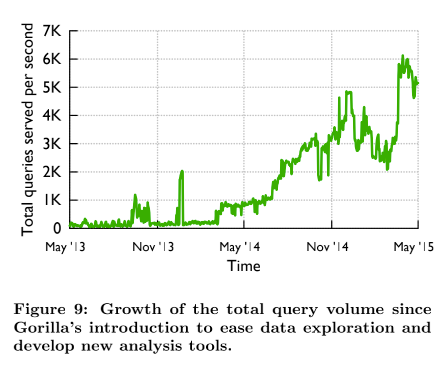 7K
6K
5K
4K
3K
2K
1K
0
Total queries served per second
May '13
Nov '13
May '14
Nov '14
May '15
Time
Figure 9: Growth of the total query volume since
Gorilla's introduction to ease data exploration and
develop new analysis tools.